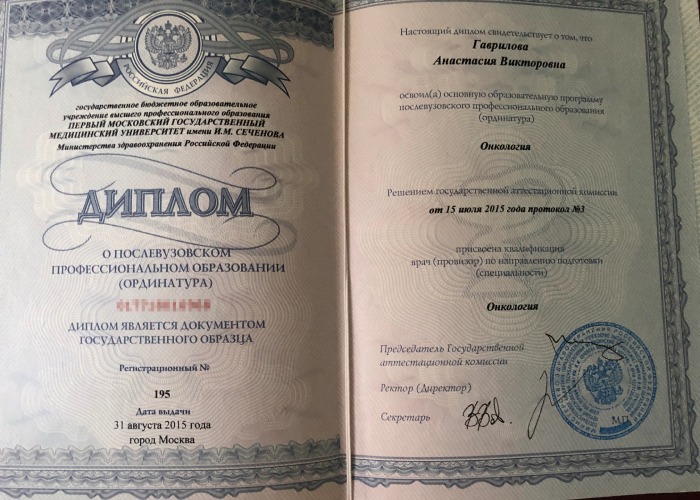 РОССИЙСКАЯ ФЕДЕРАЦИЯ
государственное бюджетное образовательное
учреждение высшего профессионального образования
ПЕРВЫЙ МОСКОВСКИЙ ГОСУДАРСТВЕННЫЙ
МЕДИЦИНСКИЙ УНИВЕРСИТЕТ имени И.М. СЕЧЕНОВА
Министерства здравоохранения Российской Федерации
ДИПЛОМ
О ПОСЛЕВУЗОВСКОМ
ПРОФЕССИОНАЛЬНОМ ОБРАЗОВАНИИ
(ОРДИНАТУРА)
ДИПЛОМ ЯВЛЯЕТСЯ ДОКУМЕНТОМ
ГОСУДАРСТВЕННОГО ОБРАЗЦА
Регистрационный №
195
Дата выдачи
31 августа 2015 года
город Москва
Настоящий диплом свидетельствует о том, что
Гаврилова
Анастасия Викторовна
освоил(а) основную образовательную программу
послевузовского профессионального образования
(ординатура)
Онкология
Решением государственной аттестационной комиссии
от 15 июля 2015 года протокол №3
присвоена квалификация
врач (провизор) по направлению подготовки
(специальности)
Онкология
Председатель Государственной
аттестационной комиссии
Ректор (Директор)
Секретарь
М.П.